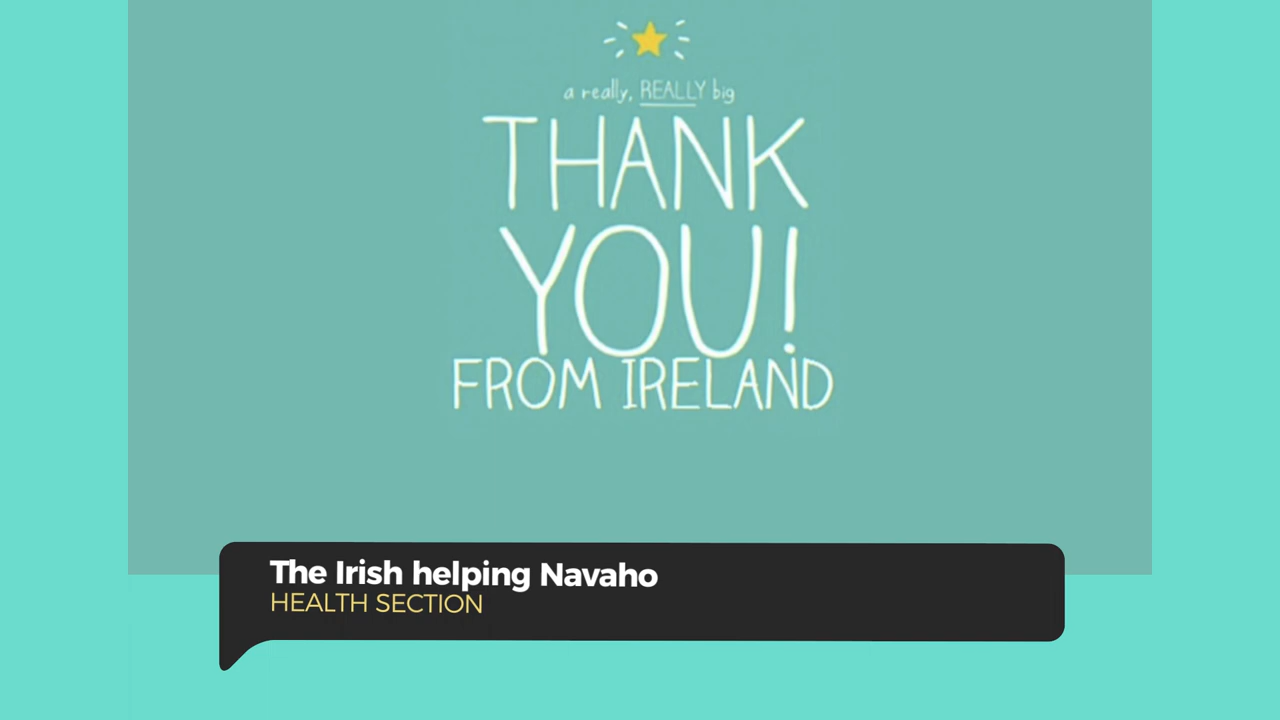 a really, REALLY big
THANK
YOU!
FROM IRELAND
The Irish helping Navaho
HEALTH SECTION